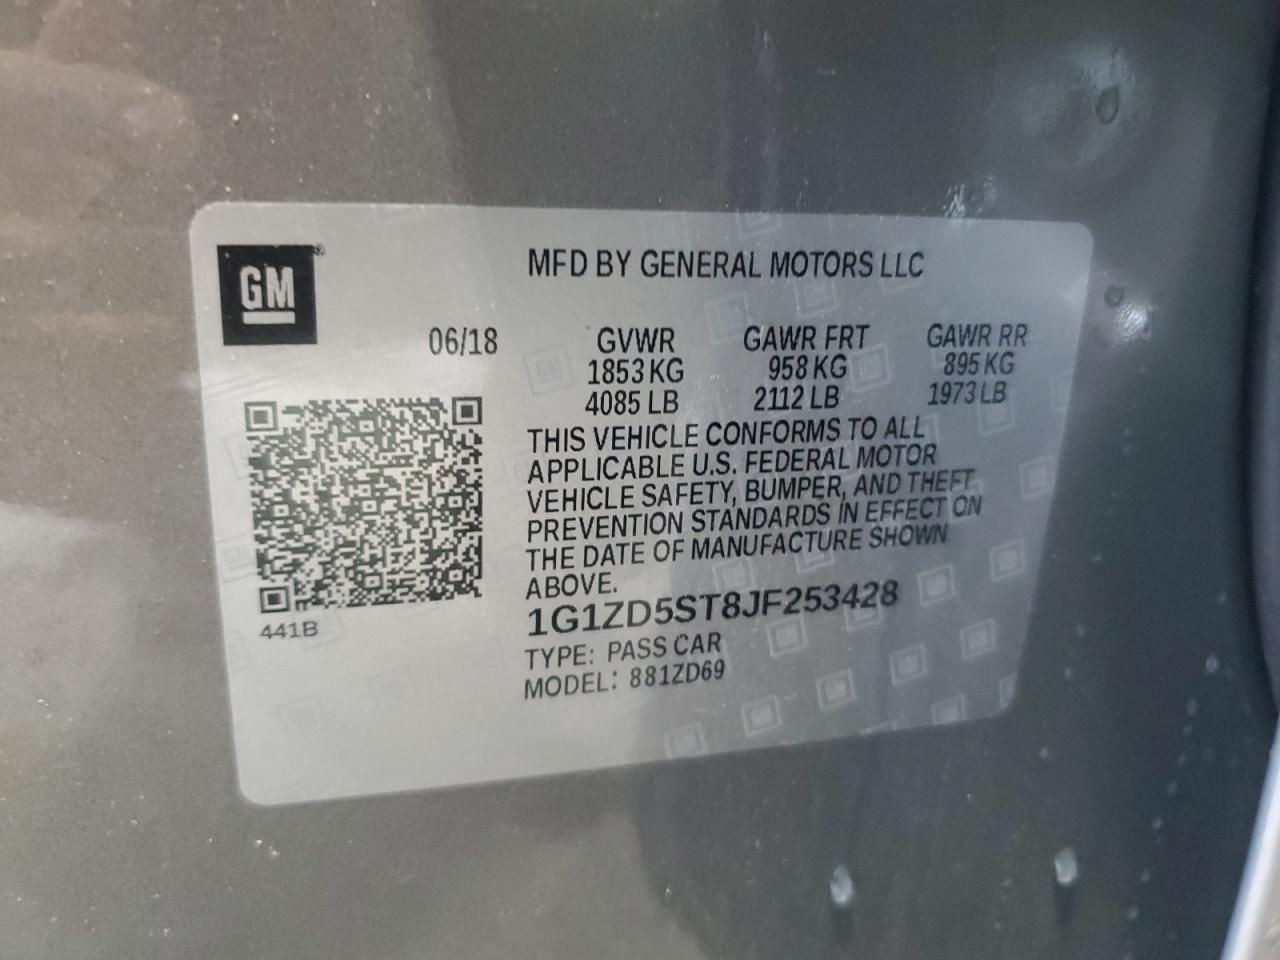 GM®
MFD BY GENERAL MOTORS LLC
06/18 GVWR GAWR FRT GAWR RR
1853 KG 958 KG 895 KG
4085 LB 2112 LB 1973 LB
THIS VEHICLE CONFORMS TO ALL
APPLICABLE U.S. FEDERAL MOTOR
VEHICLE SAFETY, BUMPER, AND THEFT
PREVENTION STANDARDS IN EFFECT ON
THE DATE OF MANUFACTURE SHOWN
ABOVE.
1G1ZD5ST8JF253428
TYPE: PASS CAR
MODEL: 881ZD69
441B